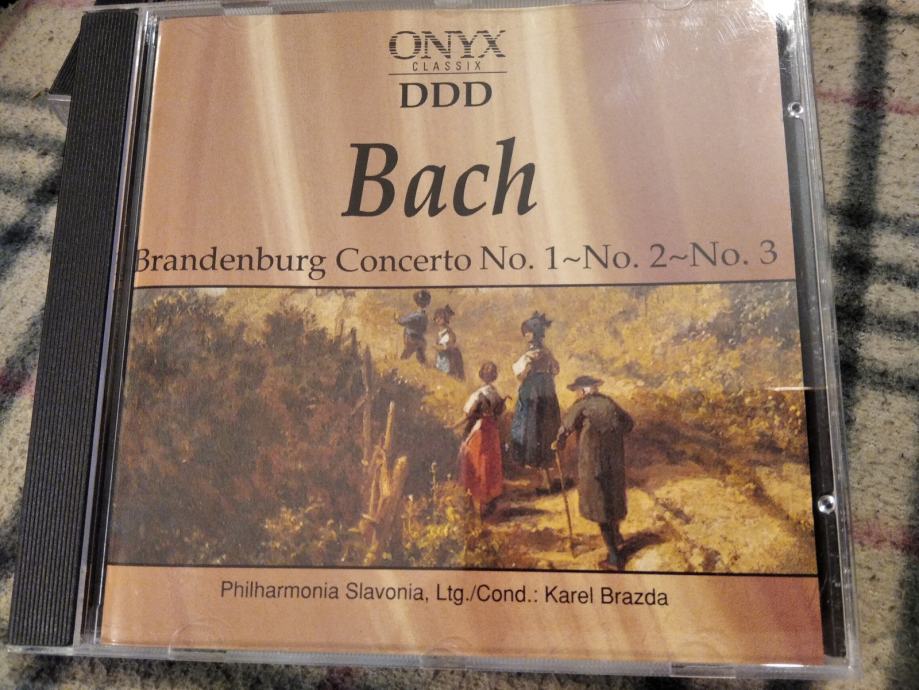 ONYX
CLASSIX
DDD
Bach
Brandenburg Concerto No. 1~No. 2~No. 3
Philharmonia Slavonia, Ltg./Cond.: Karel Brazda